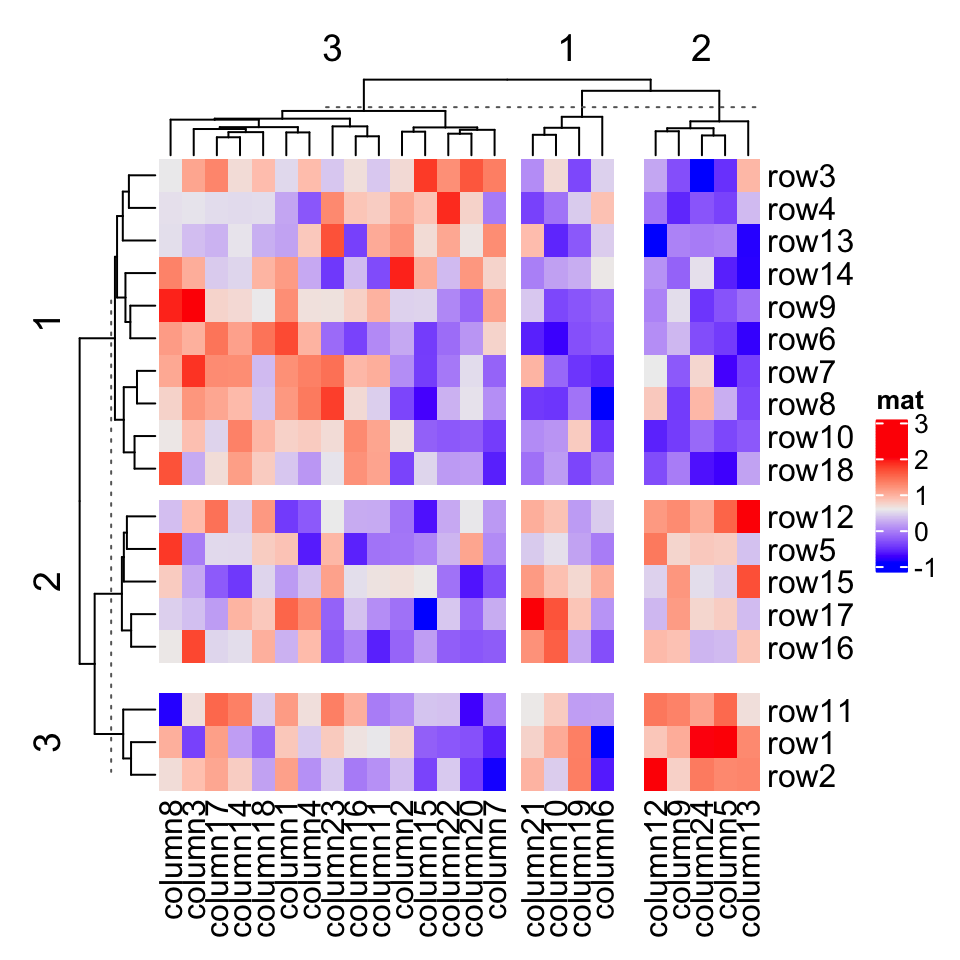 3 1 2
1
2
3
row3
row4
row13
row14
row9
row6
row7
row8
row10
row18
row12
row5
row15
row17
row16
row11
row1
row2
column8
column3
column17
column14
column18
column1
column4
column23
column16
column11
column2
column15
column22
column20
column7
column21
column10
column19
column6
column12
column9
column24
column5
column13
mat
3
2
1
0
-1